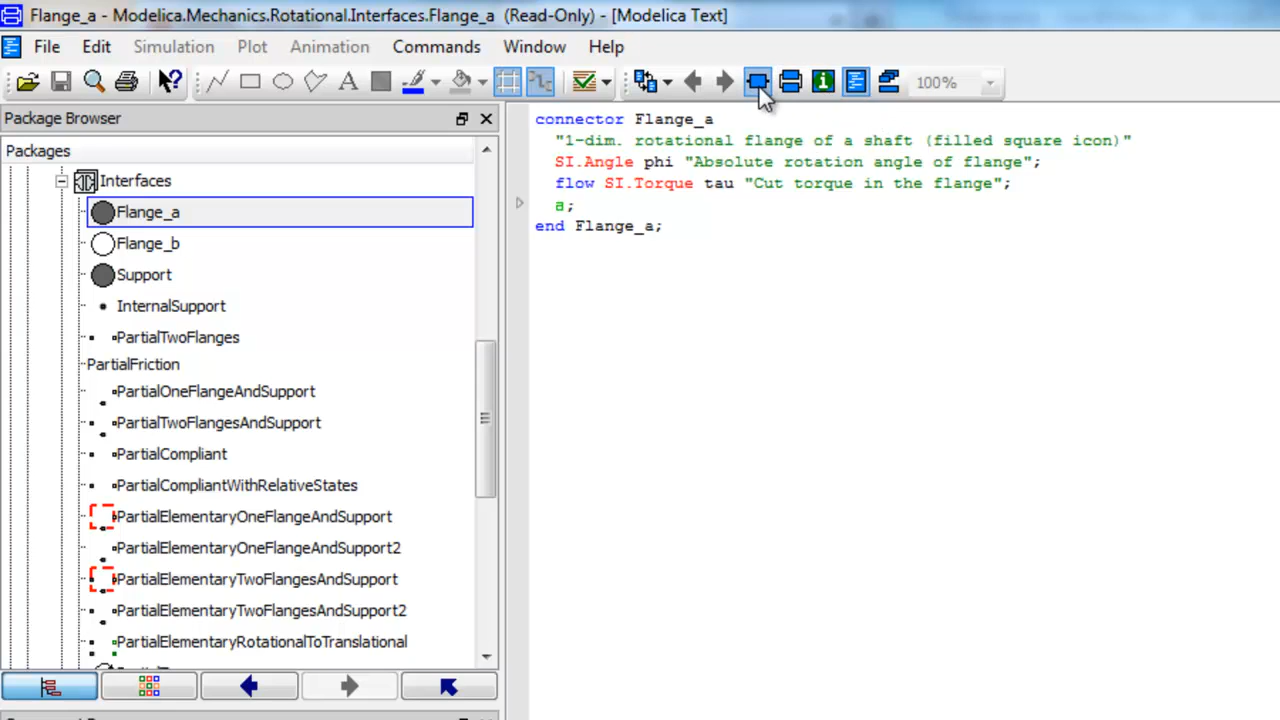 Flange_a - Modelica.Mechanics.Rotational.Interfaces.Flange_a (Read-Only) - [Modelica Text]
File Edit Simulation Plot Animation Commands Window Help
100%
Package Browser
Packages
Interfaces
Flange_a
Flange_b
Support
InternalSupport
PartialTwoFlanges
PartialFriction
PartialOneFlangeAndSupport
PartialTwoFlangesAndSupport
PartialCompliant
PartialCompliantWithRelativeStates
PartialElementaryOneFlangeAndSupport
PartialElementaryOneFlangeAndSupport2
PartialElementaryTwoFlangesAndSupport
PartialElementaryTwoFlangesAndSupport2
PartialElementaryRotationalToTranslational
connector Flange_a
"1-dim. rotational flange of a shaft (filled square icon)"
SI.Angle phi "Absolute rotation angle of flange";
flow SI.Torque tau "Cut torque in the flange";
a;
end Flange_a;